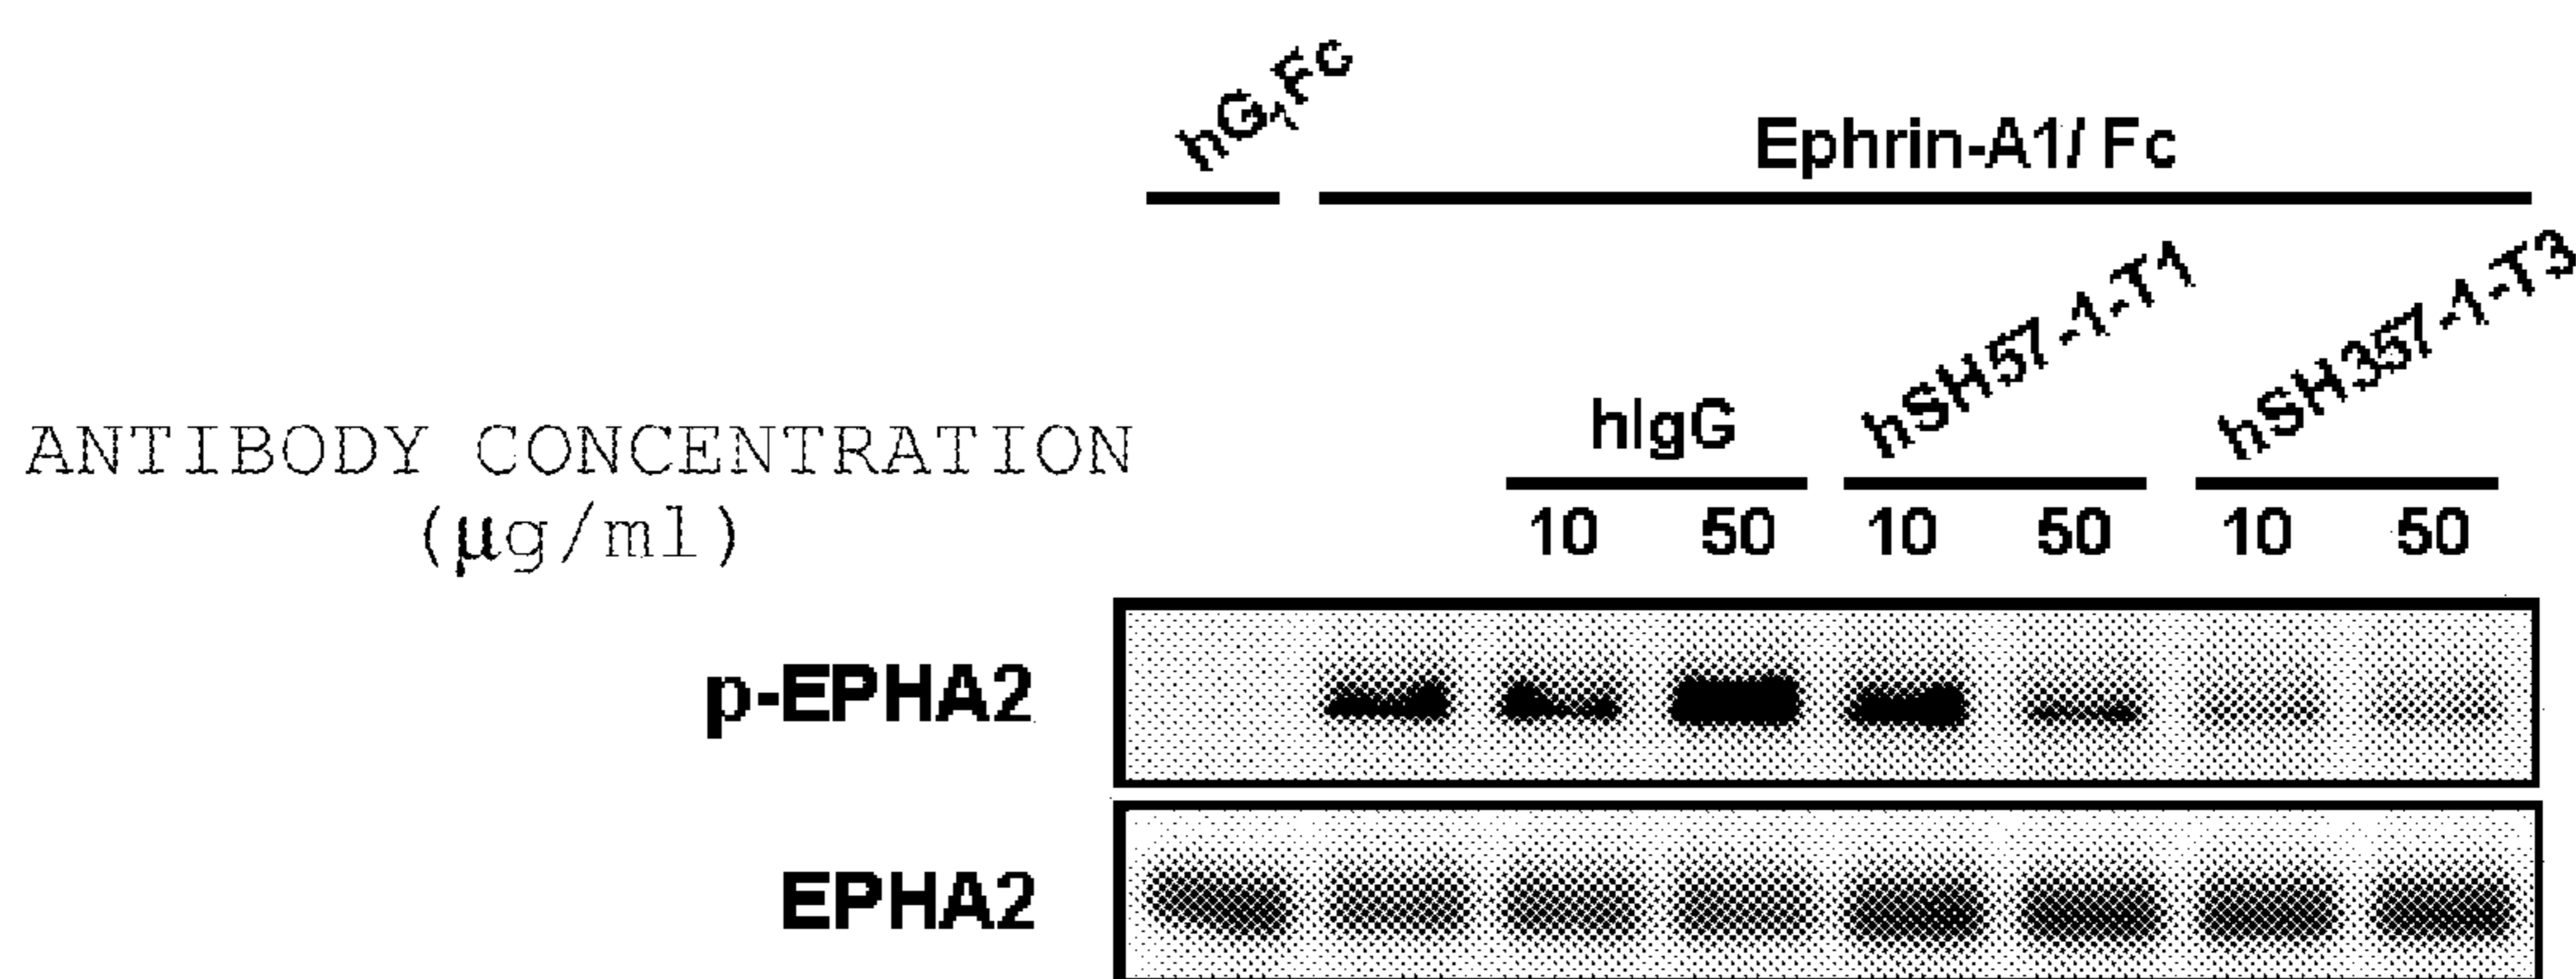 hG₁Fc
Ephrin-A1/ Fc
hIgG
hSH57-1-T1
hSH357-1-T3
ANTIBODY CONCENTRATION
(μg/ml)
10 50 10 50 10 50
p-EPHA2
EPHA2